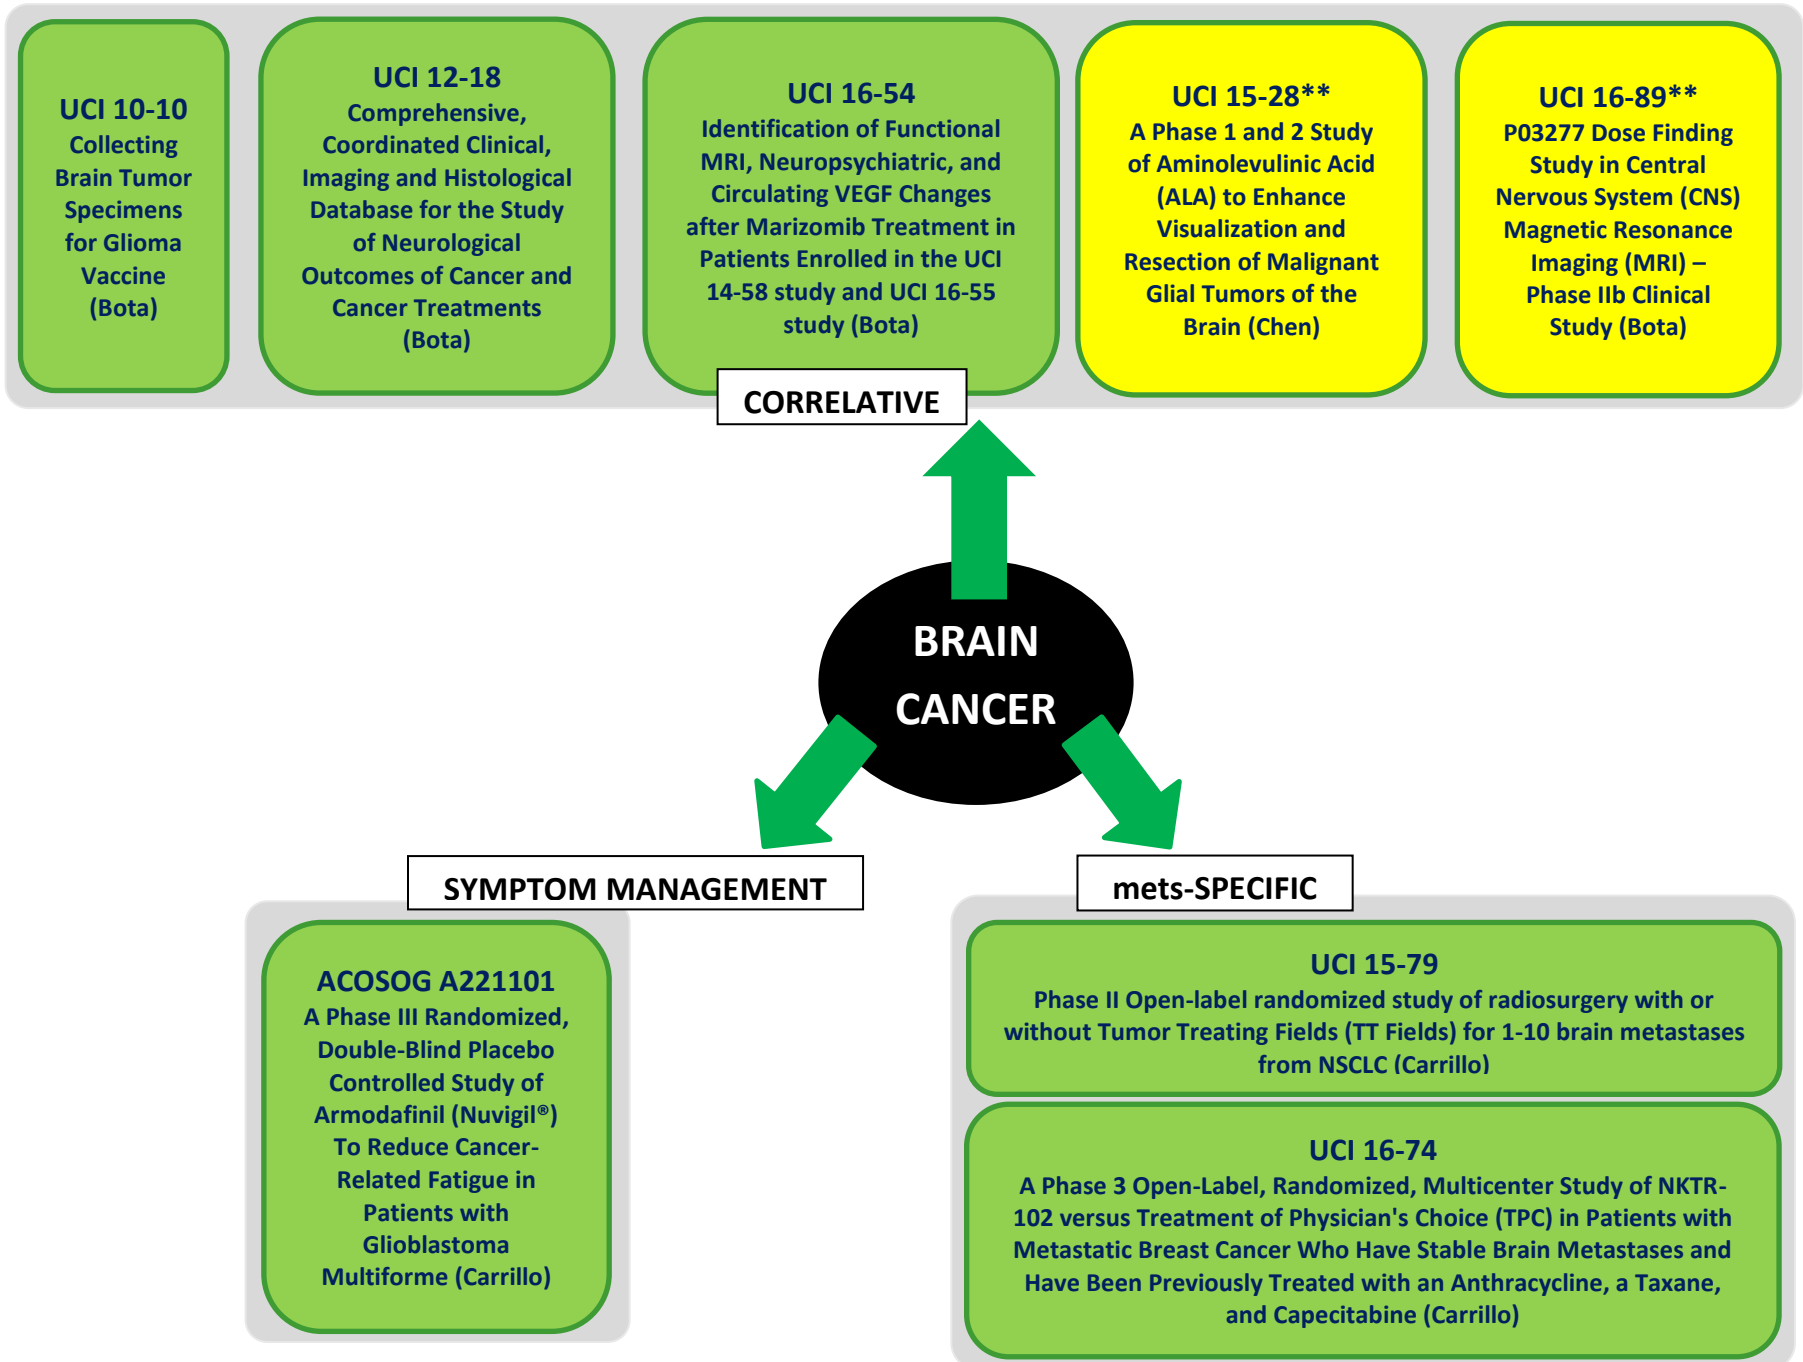 UCI 10-10
Collecting
Brain Tumor
Specimens
for Glioma
Vaccine
(Bota)
UCI 12-18
Comprehensive,
Coordinated Clinical,
Imaging and Histological
Database for the Study
of Neurological
Outcomes of Cancer and
Cancer Treatments
(Bota)
UCI 16-54
Identification of Functional
MRI, Neuropsychiatric, and
Circulating VEGF Changes
after Marizomib Treatment in
Patients Enrolled in the UCI
14-58 study and UCI 16-55
study (Bota)
UCI 15-28**
A Phase 1 and 2 Study
of Aminolevulinic Acid
(ALA) to Enhance
Visualization and
Resection of Malignant
Glial Tumors of the
Brain (Chen)
UCI 16-89**
P03277 Dose Finding
Study in Central
Nervous System (CNS)
Magnetic Resonance
Imaging (MRI) –
Phase IIb Clinical
Study (Bota)
CORRELATIVE
BRAIN
CANCER
SYMPTOM MANAGEMENT
mets-SPECIFIC
ACOSOG A221101
A Phase III Randomized,
Double-Blind Placebo
Controlled Study of
Armodafinil (Nuvigil®)
To Reduce Cancer-
Related Fatigue in
Patients with
Glioblastoma
Multiforme (Carrillo)
UCI 15-79
Phase II Open-label randomized study of radiosurgery with or
without Tumor Treating Fields (TT Fields) for 1-10 brain metastases
from NSCLC (Carrillo)
UCI 16-74
A Phase 3 Open-Label, Randomized, Multicenter Study of NKTR-
102 versus Treatment of Physician's Choice (TPC) in Patients with
Metastatic Breast Cancer Who Have Stable Brain Metastases and
Have Been Previously Treated with an Anthracycline, a Taxane,
and Capecitabine (Carrillo)